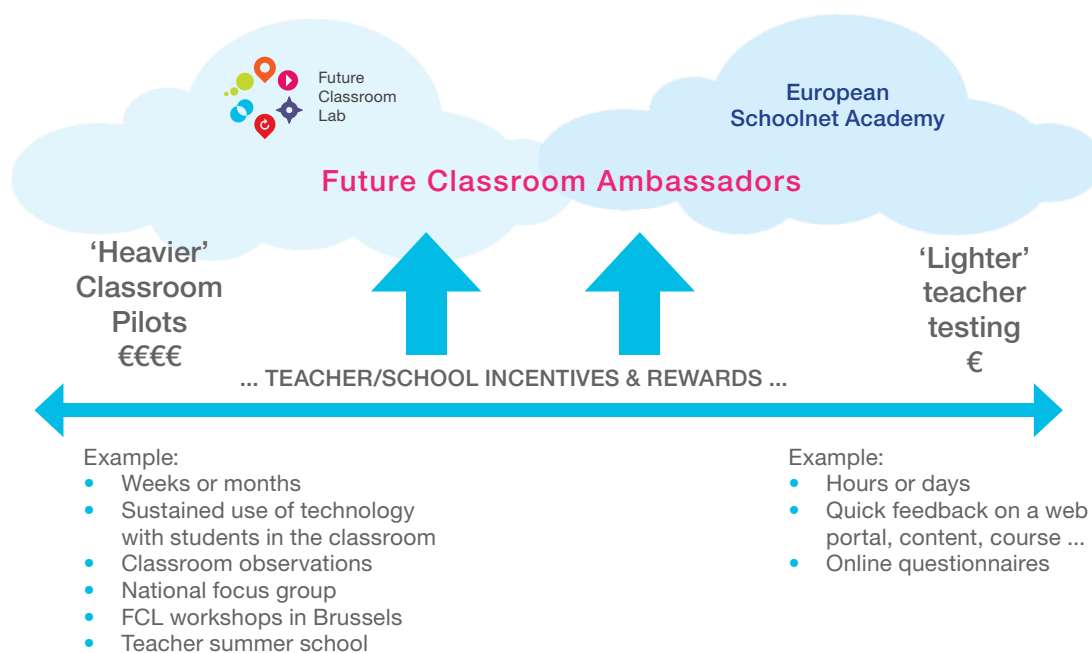 Future
Classroom
Lab
European
Schoolnet Academy
Future Classroom Ambassadors
‘Heavier’
Classroom
Pilots
€€€€
‘Lighter’
teacher
testing
€
... TEACHER/SCHOOL INCENTIVES & REWARDS ...
Example:
• Weeks or months
• Sustained use of technology
with students in the classroom
• Classroom observations
• National focus group
• FCL workshops in Brussels
• Teacher summer school
Example:
• Hours or days
• Quick feedback on a web
portal, content, course ...
• Online questionnaires